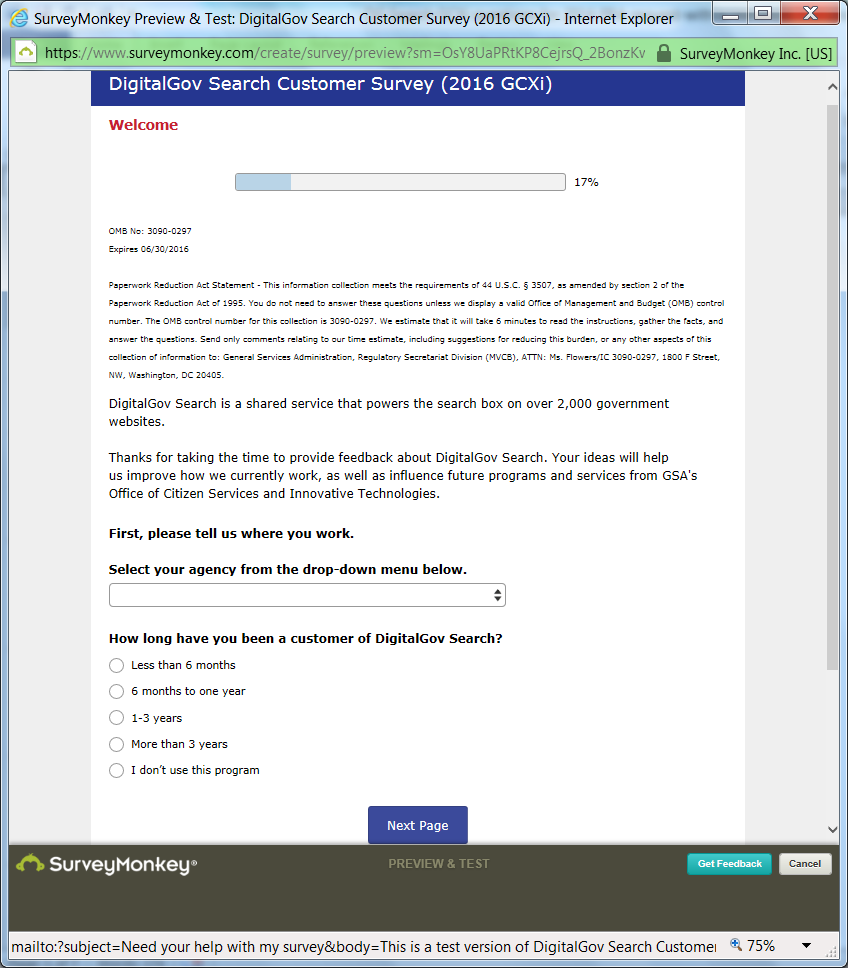 SurveyMonkey Preview & Test: DigitalGov Search Customer Survey (2016 GCXi) - Internet Explorer
https://www.surveymonkey.com/create/survey/preview?sm=OsY8UaPRtKP8CejrsQ_2BonzKv
SurveyMonkey Inc. [US]
DigitalGov Search Customer Survey (2016 GCXi)
Welcome
17%
OMB No: 3090-0297
Expires 06/30/2016
Paperwork Reduction Act Statement - This information collection meets the requirements of 44 U.S.C. § 3507, as amended by section 2 of the
Paperwork Reduction Act of 1995. You do not need to answer these questions unless we display a valid Office of Management and Budget (OMB) control
number. The OMB control number for this collection is 3090-0297. We estimate that it will take 6 minutes to read the instructions, gather the facts, and
answer the questions. Send only comments relating to our time estimate, including suggestions for reducing this burden, or any other aspects of this
collection of information to: General Services Administration, Regulatory Secretariat Division (MVCB), ATTN: Ms. Flowers/IC 3090-0297, 1800 F Street,
NW, Washington, DC 20405.
DigitalGov Search is a shared service that powers the search box on over 2,000 government
websites.
Thanks for taking the time to provide feedback about DigitalGov Search. Your ideas will help
us improve how we currently work, as well as influence future programs and services from GSA's
Office of Citizen Services and Innovative Technologies.
First, please tell us where you work.
Select your agency from the drop-down menu below.
How long have you been a customer of DigitalGov Search?
Less than 6 months
6 months to one year
1-3 years
More than 3 years
I don't use this program
Next Page
SurveyMonkey®
PREVIEW & TEST
Get Feedback
Cancel
mailto:?subject=Need your help with my survey&body=This is a test version of DigitalGov Search Customer
75%